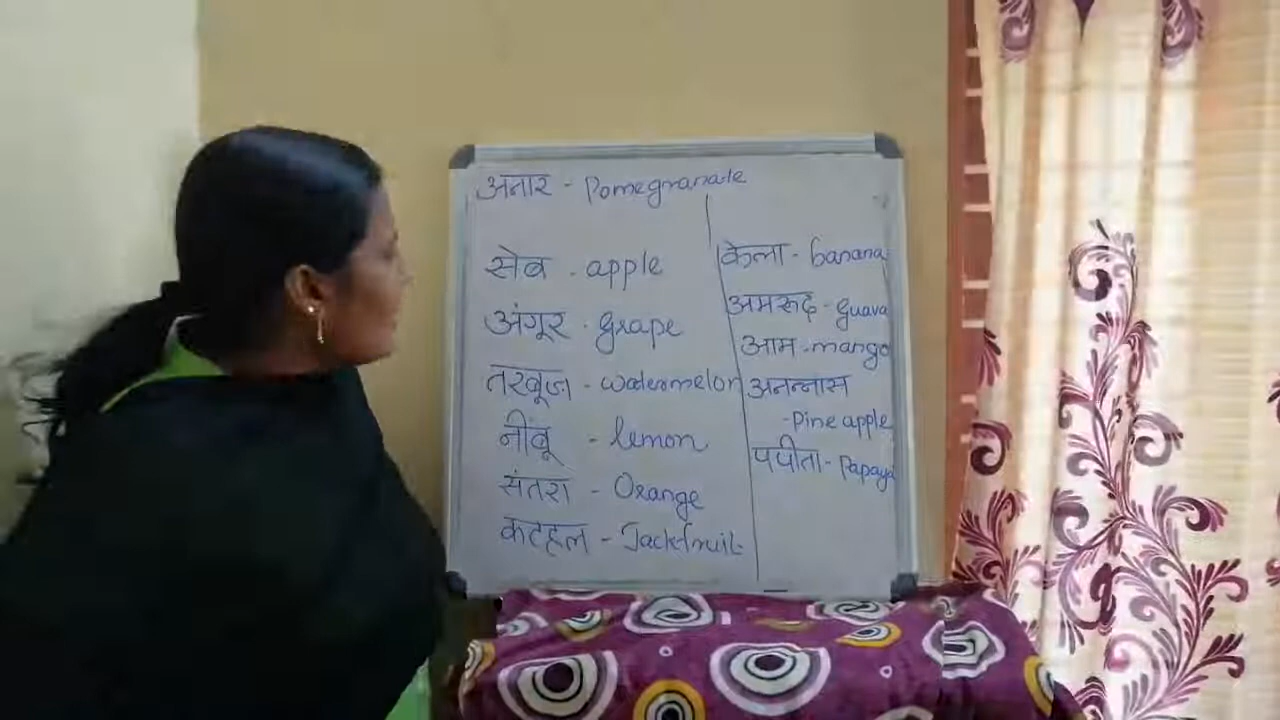 अनार - Pomegranate
सेब - apple
अंगूर - grape
तरबूज - watermelon
नींबू - lemon
संतरा - Orange
कटहल - Jackfruit
केला - banana
अमरूद - guava
आम - mango
अनन्नास
- Pine apple
पपीता - Papaya